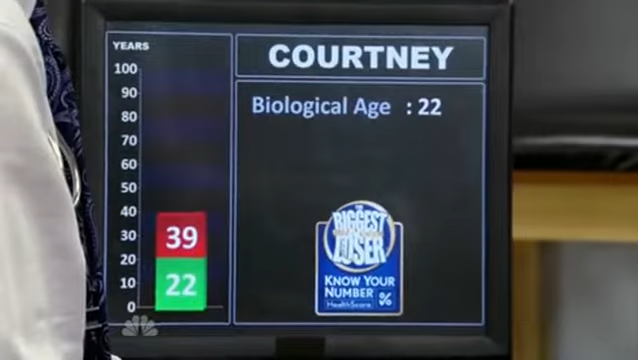 YEARS
100
90
80
70
60
50
40
30
20
10
0
39
22
COURTNEY
Biological Age : 22
THE
BIGGEST
LOSER
KNOW YOUR
NUMBER %
HealthScore